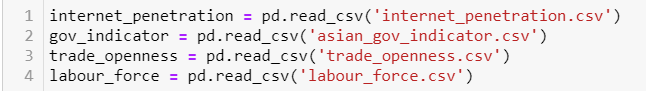 1 internet_penetration = pd.read_csv('internet_penetration.csv')
2 gov_indicator = pd.read_csv('asian_gov_indicator.csv')
3 trade_openness = pd.read_csv('trade_openness.csv')
4 labour_force = pd.read_csv('labour_force.csv')